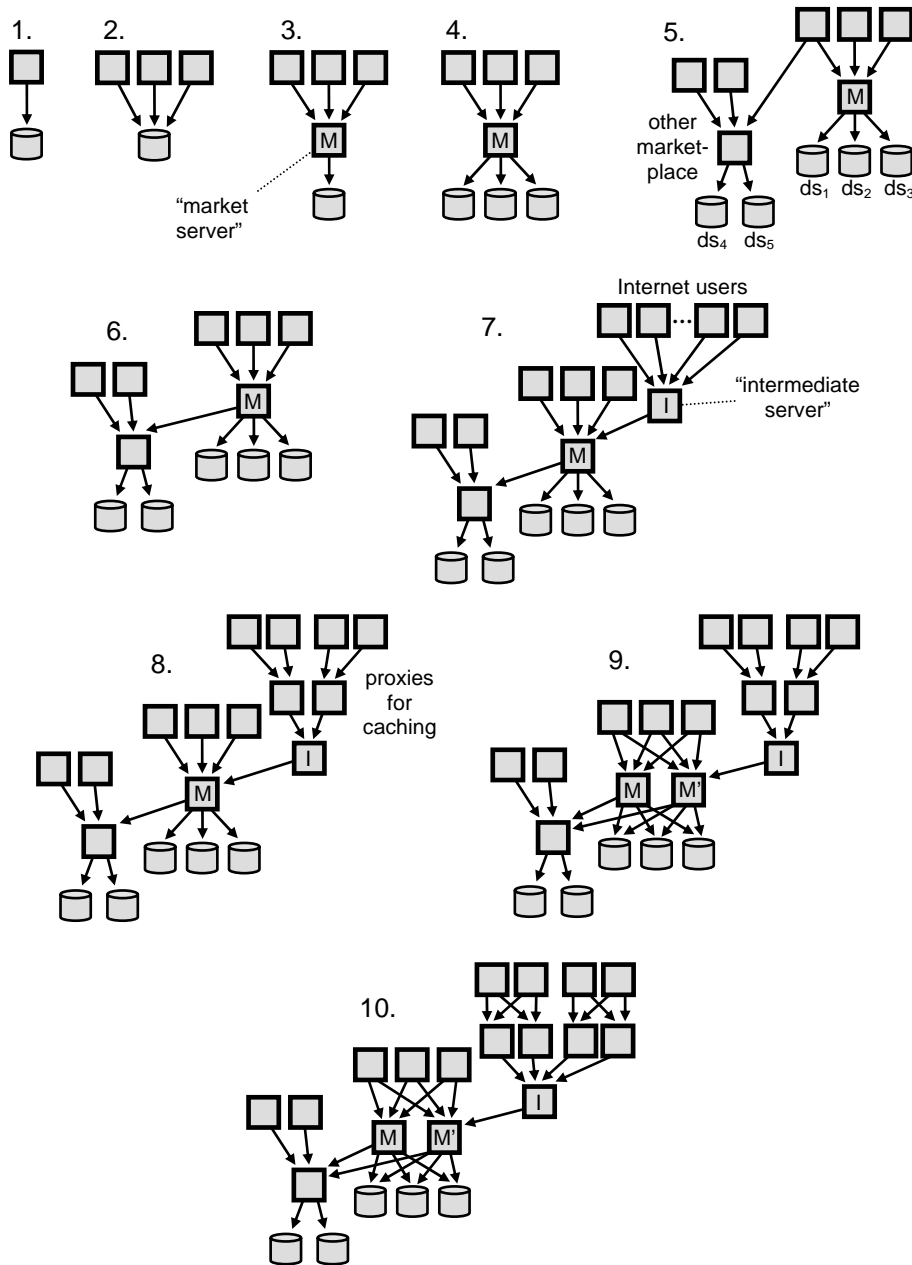 1.
2.
3.
4.
5.
M
M
M
other
market-
place
“market
server”
ds1
ds2
ds3
ds4
ds5
Internet users
6.
7.
...
M
I
“intermediate
server”
M
8.
proxies
for
caching
9.
I
I
M
M
M'
10.
I
M
M'